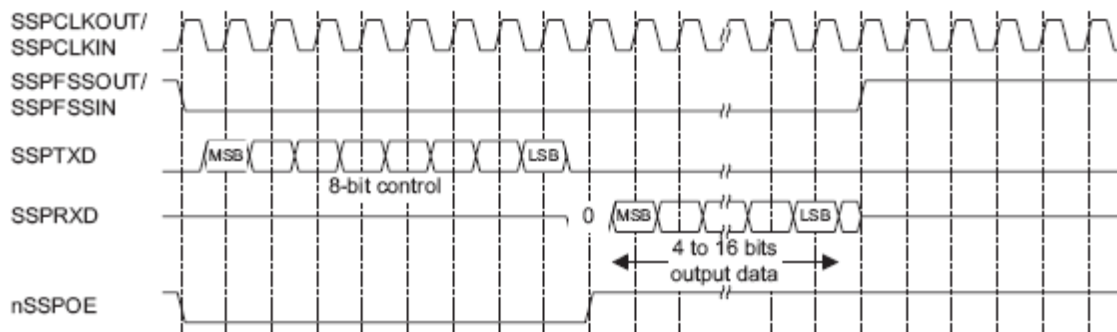 SSPCLKOUT/
SSPCLKIN
SSPFSSOUT/
SSPFSSIN
SSPTXD
MSB
LSB
8-bit control
SSPRXD
0
MSB
LSB
4 to 16 bits
output data
nSSPOE